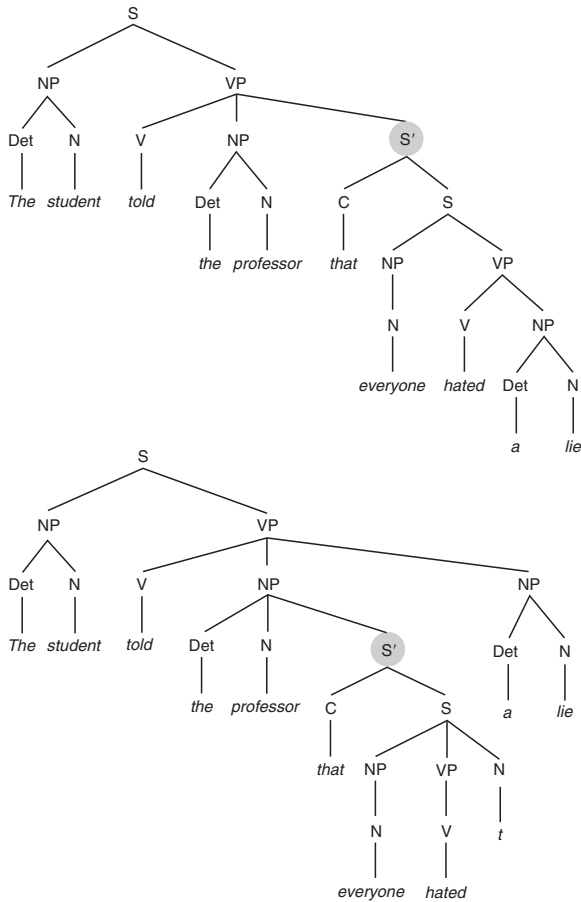 S
NP VP
Det N V NP S′
The student told Det N C S
the professor that NP VP
N V NP
everyone hated Det N
a lie
S
NP VP
Det N V NP NP
The student told Det N S′ Det N
the professor C S a lie
that NP VP N
N V t
everyone hated